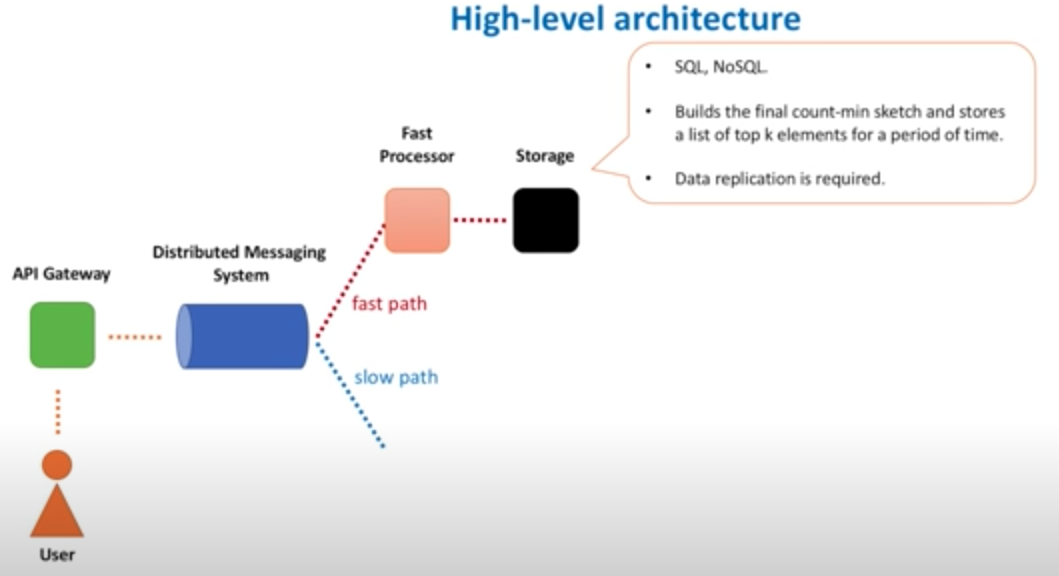 High-level architecture
• SQL, NoSQL.
• Builds the final count-min sketch and stores
a list of top k elements for a period of time.
• Data replication is required.
Fast
Processor
Storage
Distributed Messaging
System
API Gateway
fast path
slow path
User